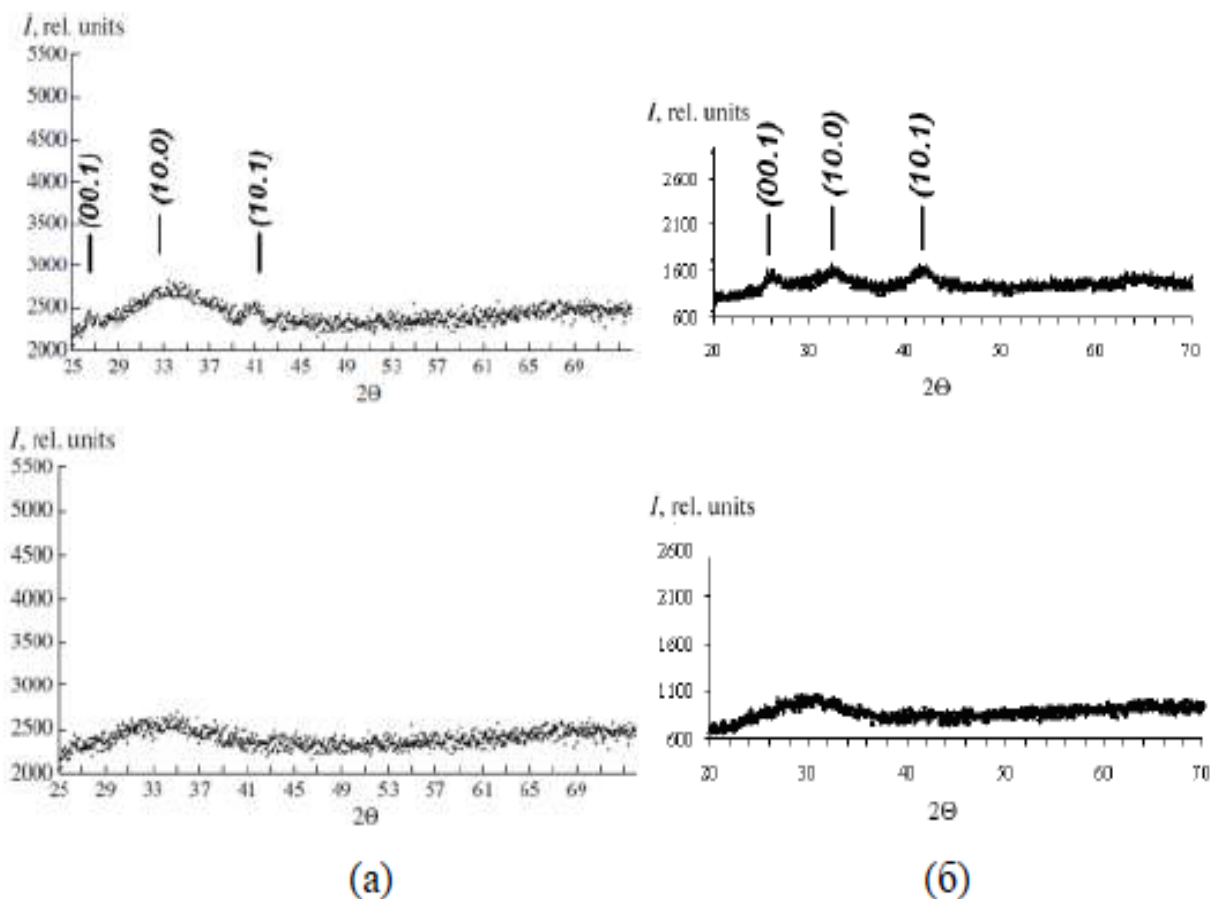 I, rel. units
5500
5000
4500
4000
3500
3000
2500
2000
(00.1)
(10.0)
(10.1)
25 29 33 37 41 45 49 53 57 61 65 69
2Θ
I, rel. units
2600
2100
1600
1100
600
(00.1)
(10.0)
(10.1)
20 30 40 50 60 70
2Θ
I, rel. units
5500
5000
4500
4000
3500
3000
2500
2000
25 29 33 37 41 45 49 53 57 61 65 69
2Θ
I, rel. units
2600
2100
1600
1100
600
20 30 40 50 60 70
2Θ
(а)
(б)